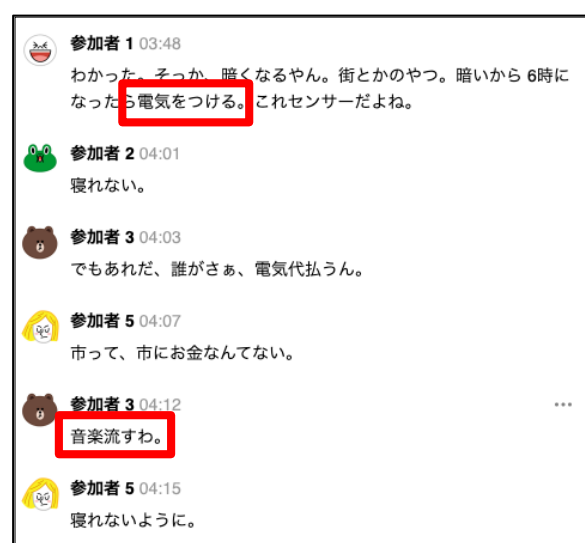 参加者 1 03:48
わかった。そっか、暗くなるやん。街とかのやつ。暗いから 6時に
なったら電気をつける。これセンサーだよね。
参加者 2 04:01
寝れない。
参加者 3 04:03
でもあれだ、誰がさぁ、電気代払うん。
参加者 5 04:07
市って、市にお金なんてない。
参加者 3 04:12
音楽流すわ。
参加者 5 04:15
寝れないように。